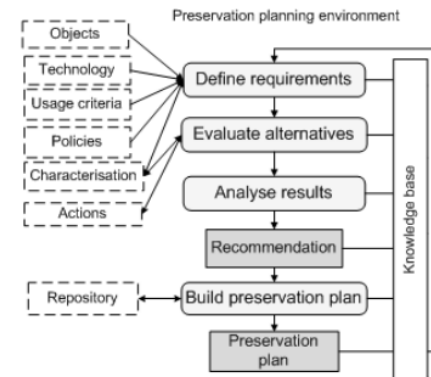 Preservation planning environment
Objects
Technology
Usage criteria
Policies
Characterisation
Actions
Repository
Define requirements
Evaluate alternatives
Analyse results
Recommendation
Build preservation plan
Preservation
plan
Knowledge base